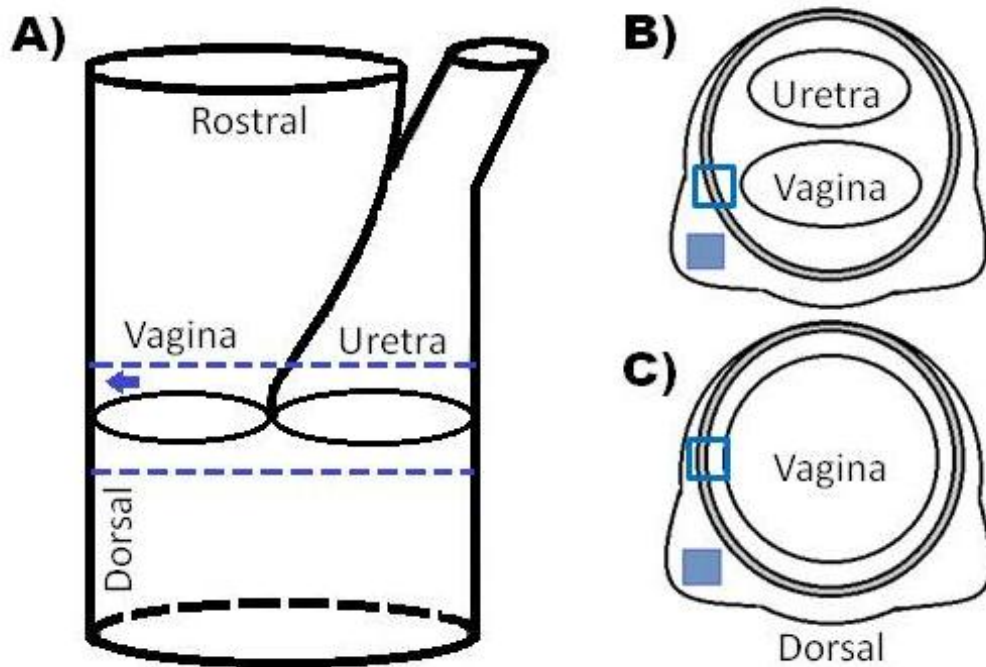 A)
Rostral
Vagina
Uretra
Dorsal
B)
Uretra
Vagina
C)
Vagina
Dorsal